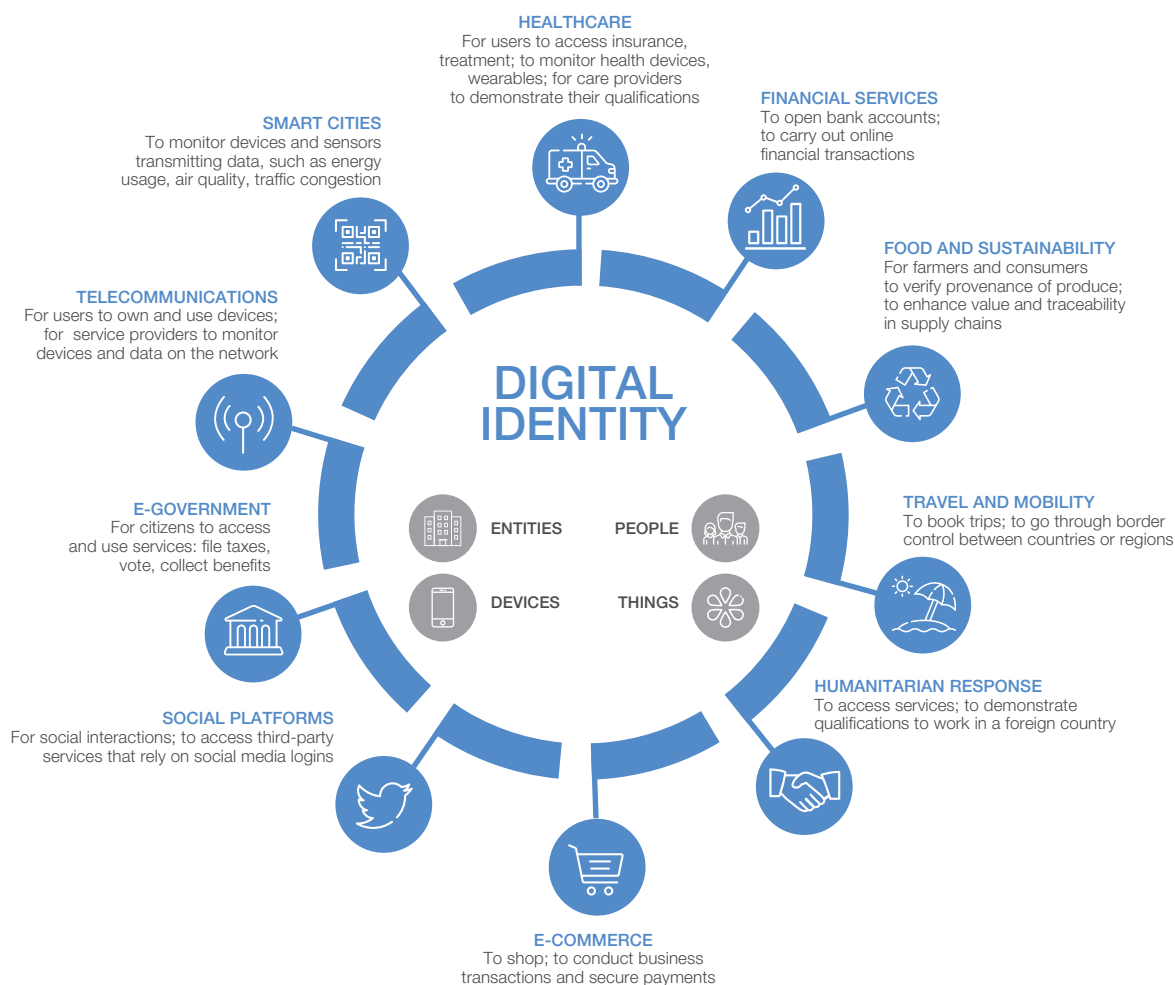 HEALTHCARE
For users to access insurance,
treatment; to monitor health devices,
wearables; for care providers
to demonstrate their qualifications
FINANCIAL SERVICES
To open bank accounts;
to carry out online
financial transactions
FOOD AND SUSTAINABILITY
For farmers and consumers
to verify provenance of produce;
to enhance value and traceability
in supply chains
TRAVEL AND MOBILITY
To book trips; to go through border
control between countries or regions
HUMANITARIAN RESPONSE
To access services; to demonstrate
qualifications to work in a foreign country
E-COMMERCE
To shop; to conduct business
transactions and secure payments
SOCIAL PLATFORMS
For social interactions; to access third-party
services that rely on social media logins
E-GOVERNMENT
For citizens to access
and use services: file taxes,
vote, collect benefits
TELECOMMUNICATIONS
For users to own and use devices;
for service providers to monitor
devices and data on the network
SMART CITIES
To monitor devices and sensors
transmitting data, such as energy
usage, air quality, traffic congestion
DIGITAL
IDENTITY
ENTITIES
PEOPLE
DEVICES
THINGS